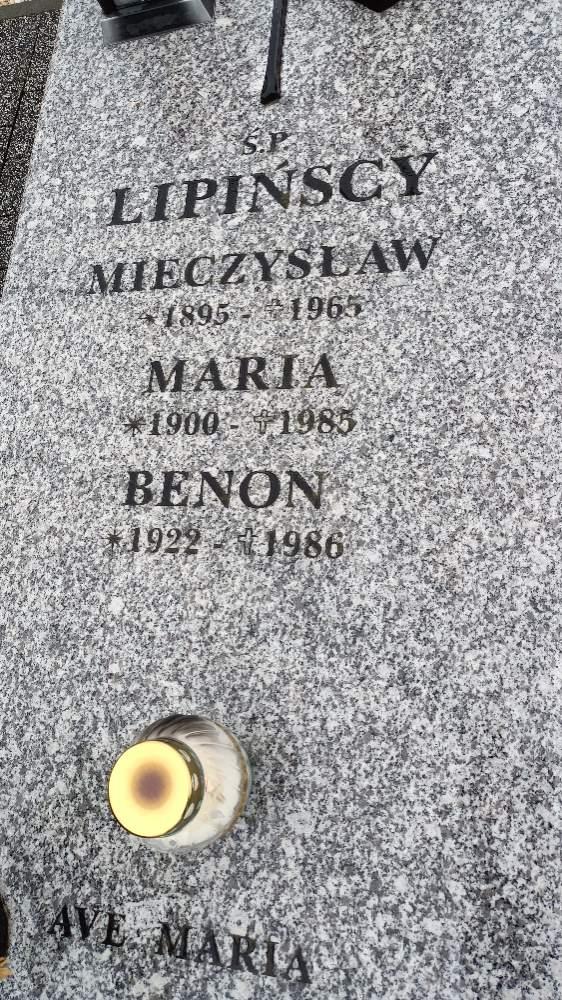 Ś.P.
LIPIŃSCY
MIECZYSŁAW
*1895 - †1965
MARIA
*1900 - †1985
BENON
*1922 - †1986
AVE MARIA